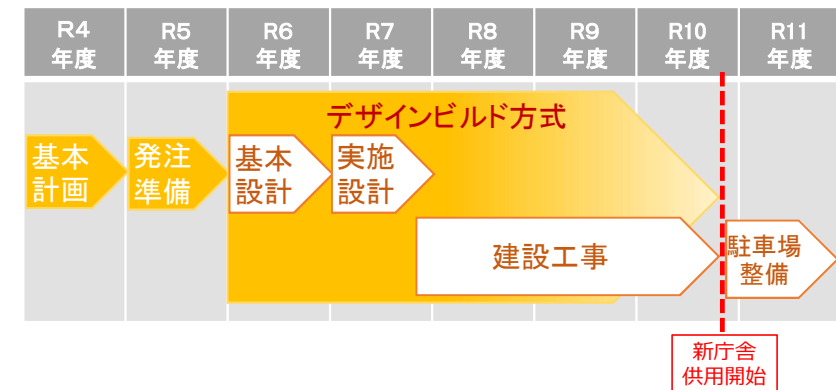 R4
年度
R5
年度
R6
年度
R7
年度
R8
年度
R9
年度
R10
年度
R11
年度
デザインビルド方式
基本
計画
発注
準備
基本
設計
実施
設計
建設工事
駐車場
整備
新庁舎
供用開始